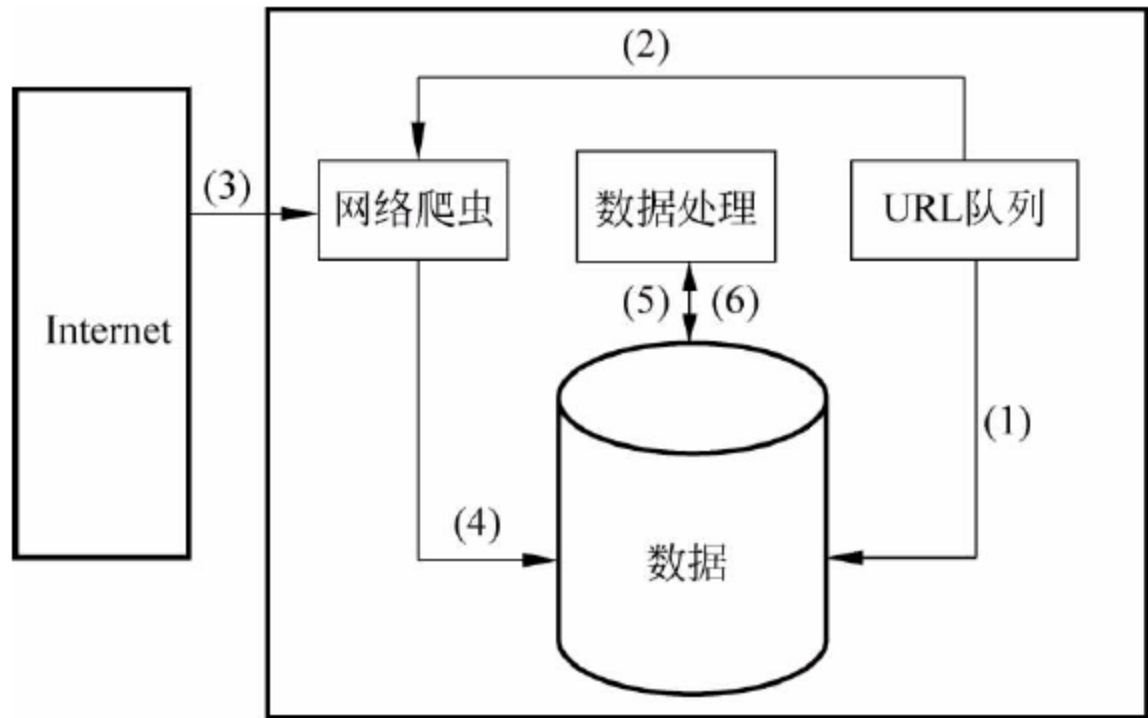 (2)
(3)
网络爬虫
数据处理
URL队列
(5)
(6)
Internet
(1)
(4)
数据